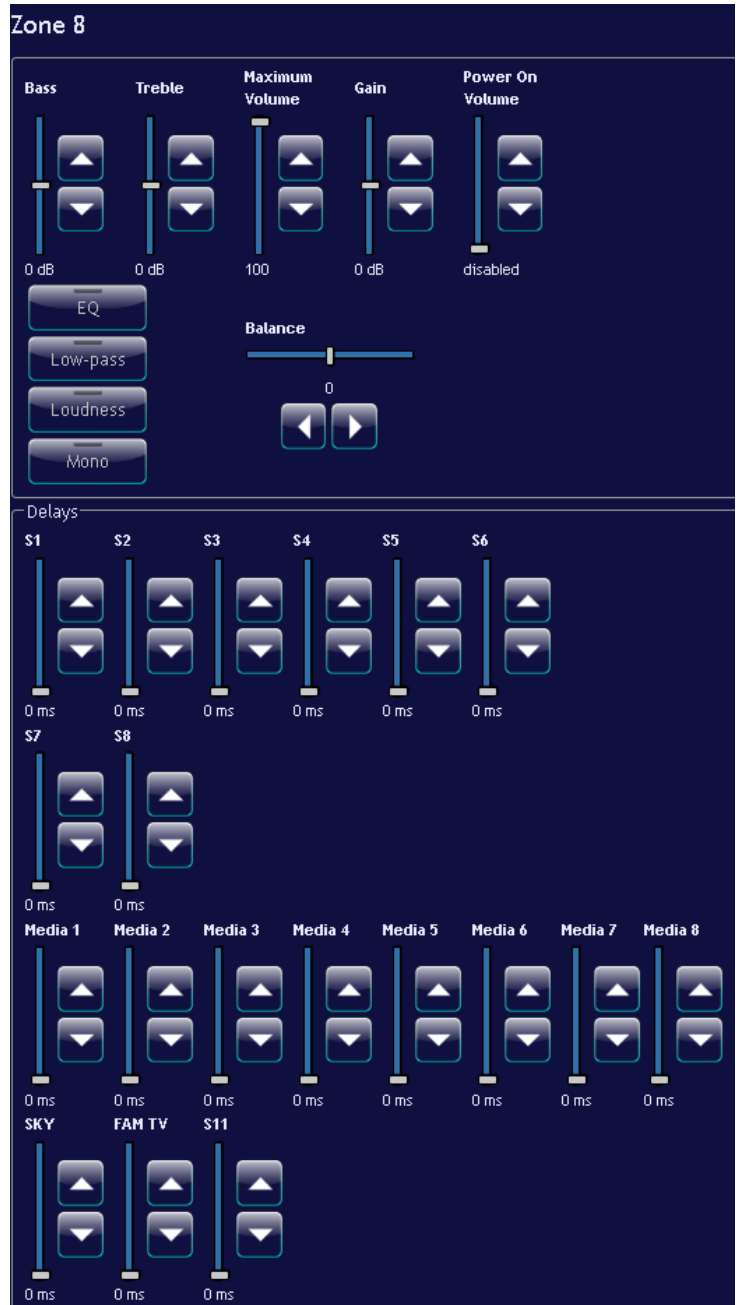 Zone 8
Bass Treble Maximum Volume Gain Power On Volume
0 dB 0 dB 100 0 dB disabled
EQ
Low-pass
Loudness
Mono
Balance
0
Delays
S1 S2 S3 S4 S5 S6
0 ms 0 ms 0 ms 0 ms 0 ms 0 ms
S7 S8
0 ms 0 ms
Media 1 Media 2 Media 3 Media 4 Media 5 Media 6 Media 7 Media 8
0 ms 0 ms 0 ms 0 ms 0 ms 0 ms 0 ms 0 ms
SKY FAM TV S11
0 ms 0 ms 0 ms